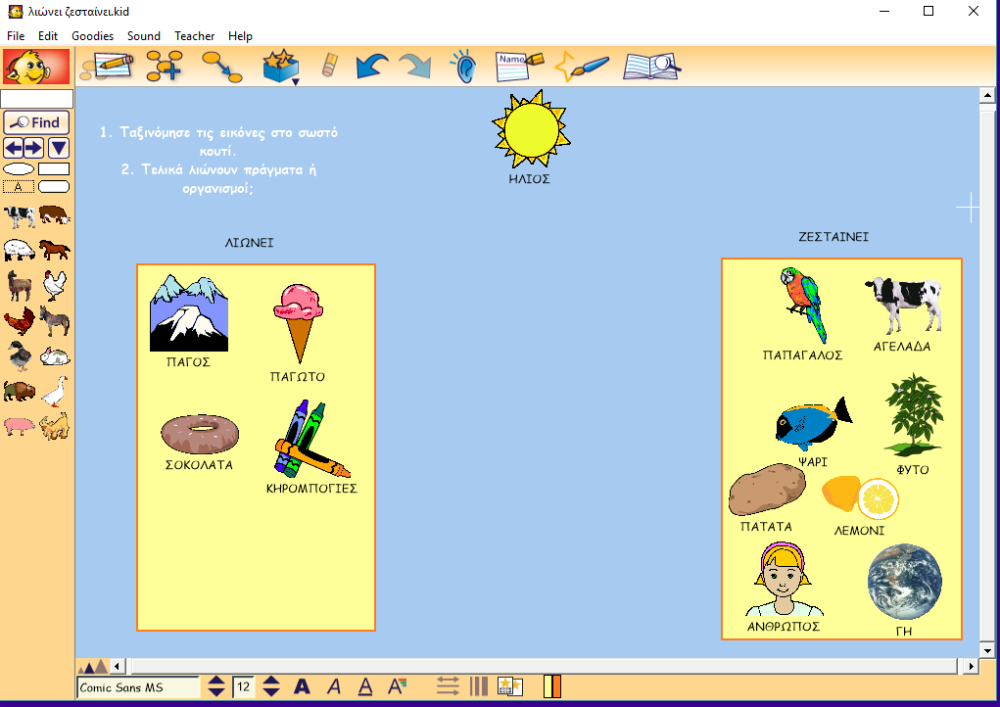 λιώνει ζεσταίνει.kid
File Edit Goodies Sound Teacher Help
Name
Find
A
1. Ταξινόμησε τις εικόνες στο σωστό
κουτί.
2. Τελικά λιώνουν πράγματα ή
οργανισμοί;
ΗΛΙΟΣ
ΛΙΩΝΕΙ
ΠΑΓΟΣ
ΠΑΓΩΤΟ
ΣΟΚΟΛΑΤΑ
ΚΗΡΟΜΠΟΓΙΕΣ
ΖΕΣΤΑΙΝΕΙ
ΠΑΠΑΓΑΛΟΣ
ΑΓΕΛΑΔΑ
ΨΑΡΙ
ΦΥΤΟ
ΠΑΤΑΤΑ
ΛΕΜΟΝΙ
ΑΝΘΡΩΠΟΣ
ΓΗ
Comic Sans MS 12 A A A A